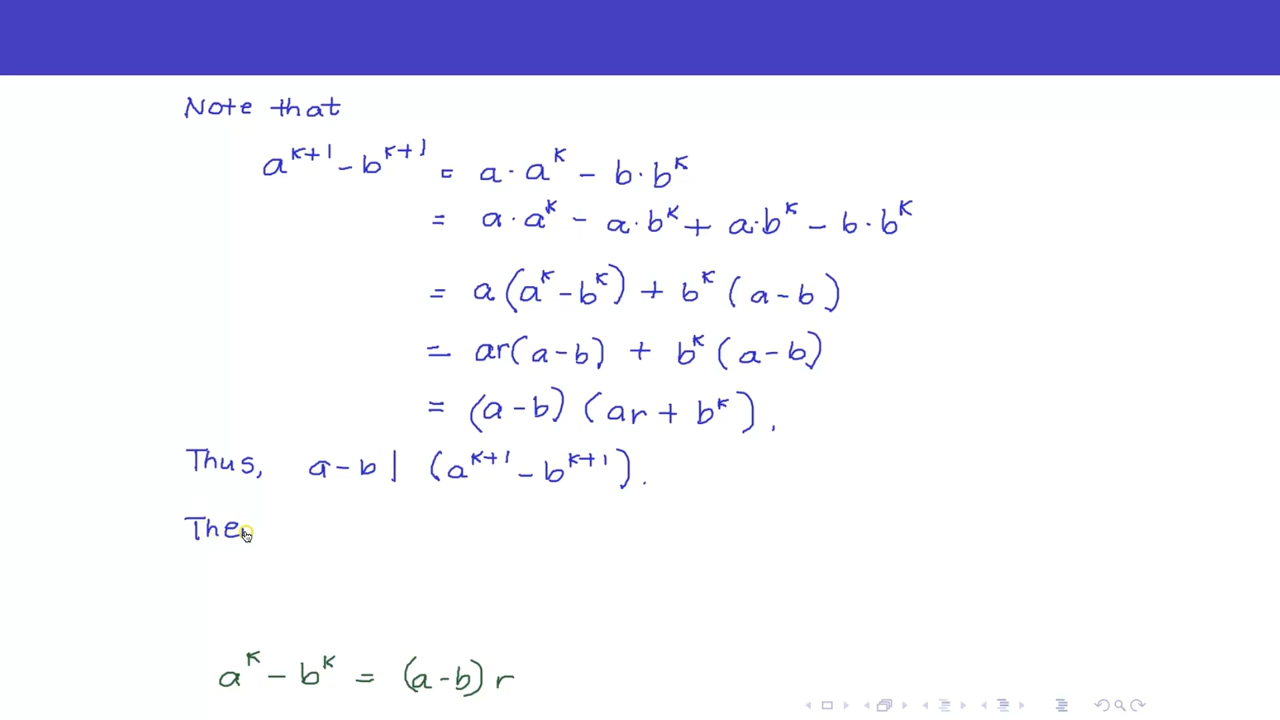 Note that
a^{k+1} - b^{k+1} = a · a^k - b · b^k
= a · a^k - a · b^k + a · b^k - b · b^k
= a(a^k - b^k) + b^k (a - b)
= ar(a - b) + b^k (a - b)
= (a - b) (ar + b^k).
Thus, a - b | (a^{k+1} - b^{k+1}).
The
a^k - b^k = (a - b) r